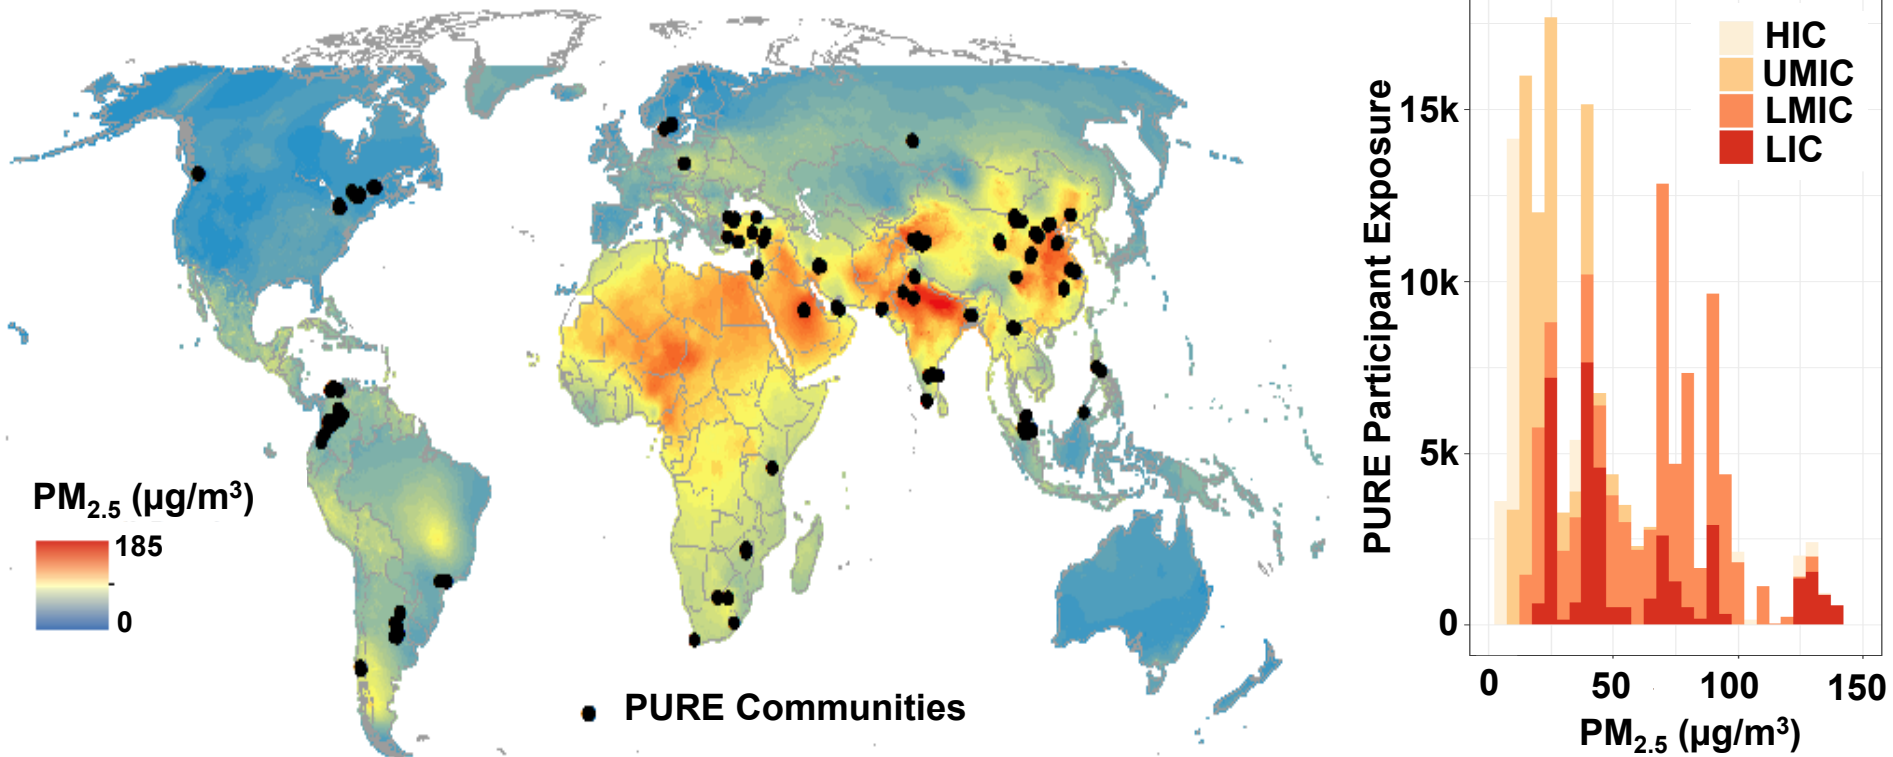 PM2.5 (µg/m³)
185
0
PURE Communities
PURE Participant Exposure
15k
10k
5k
0
HIC
UMIC
LMIC
LIC
0 50 100 150
PM2.5 (µg/m³)